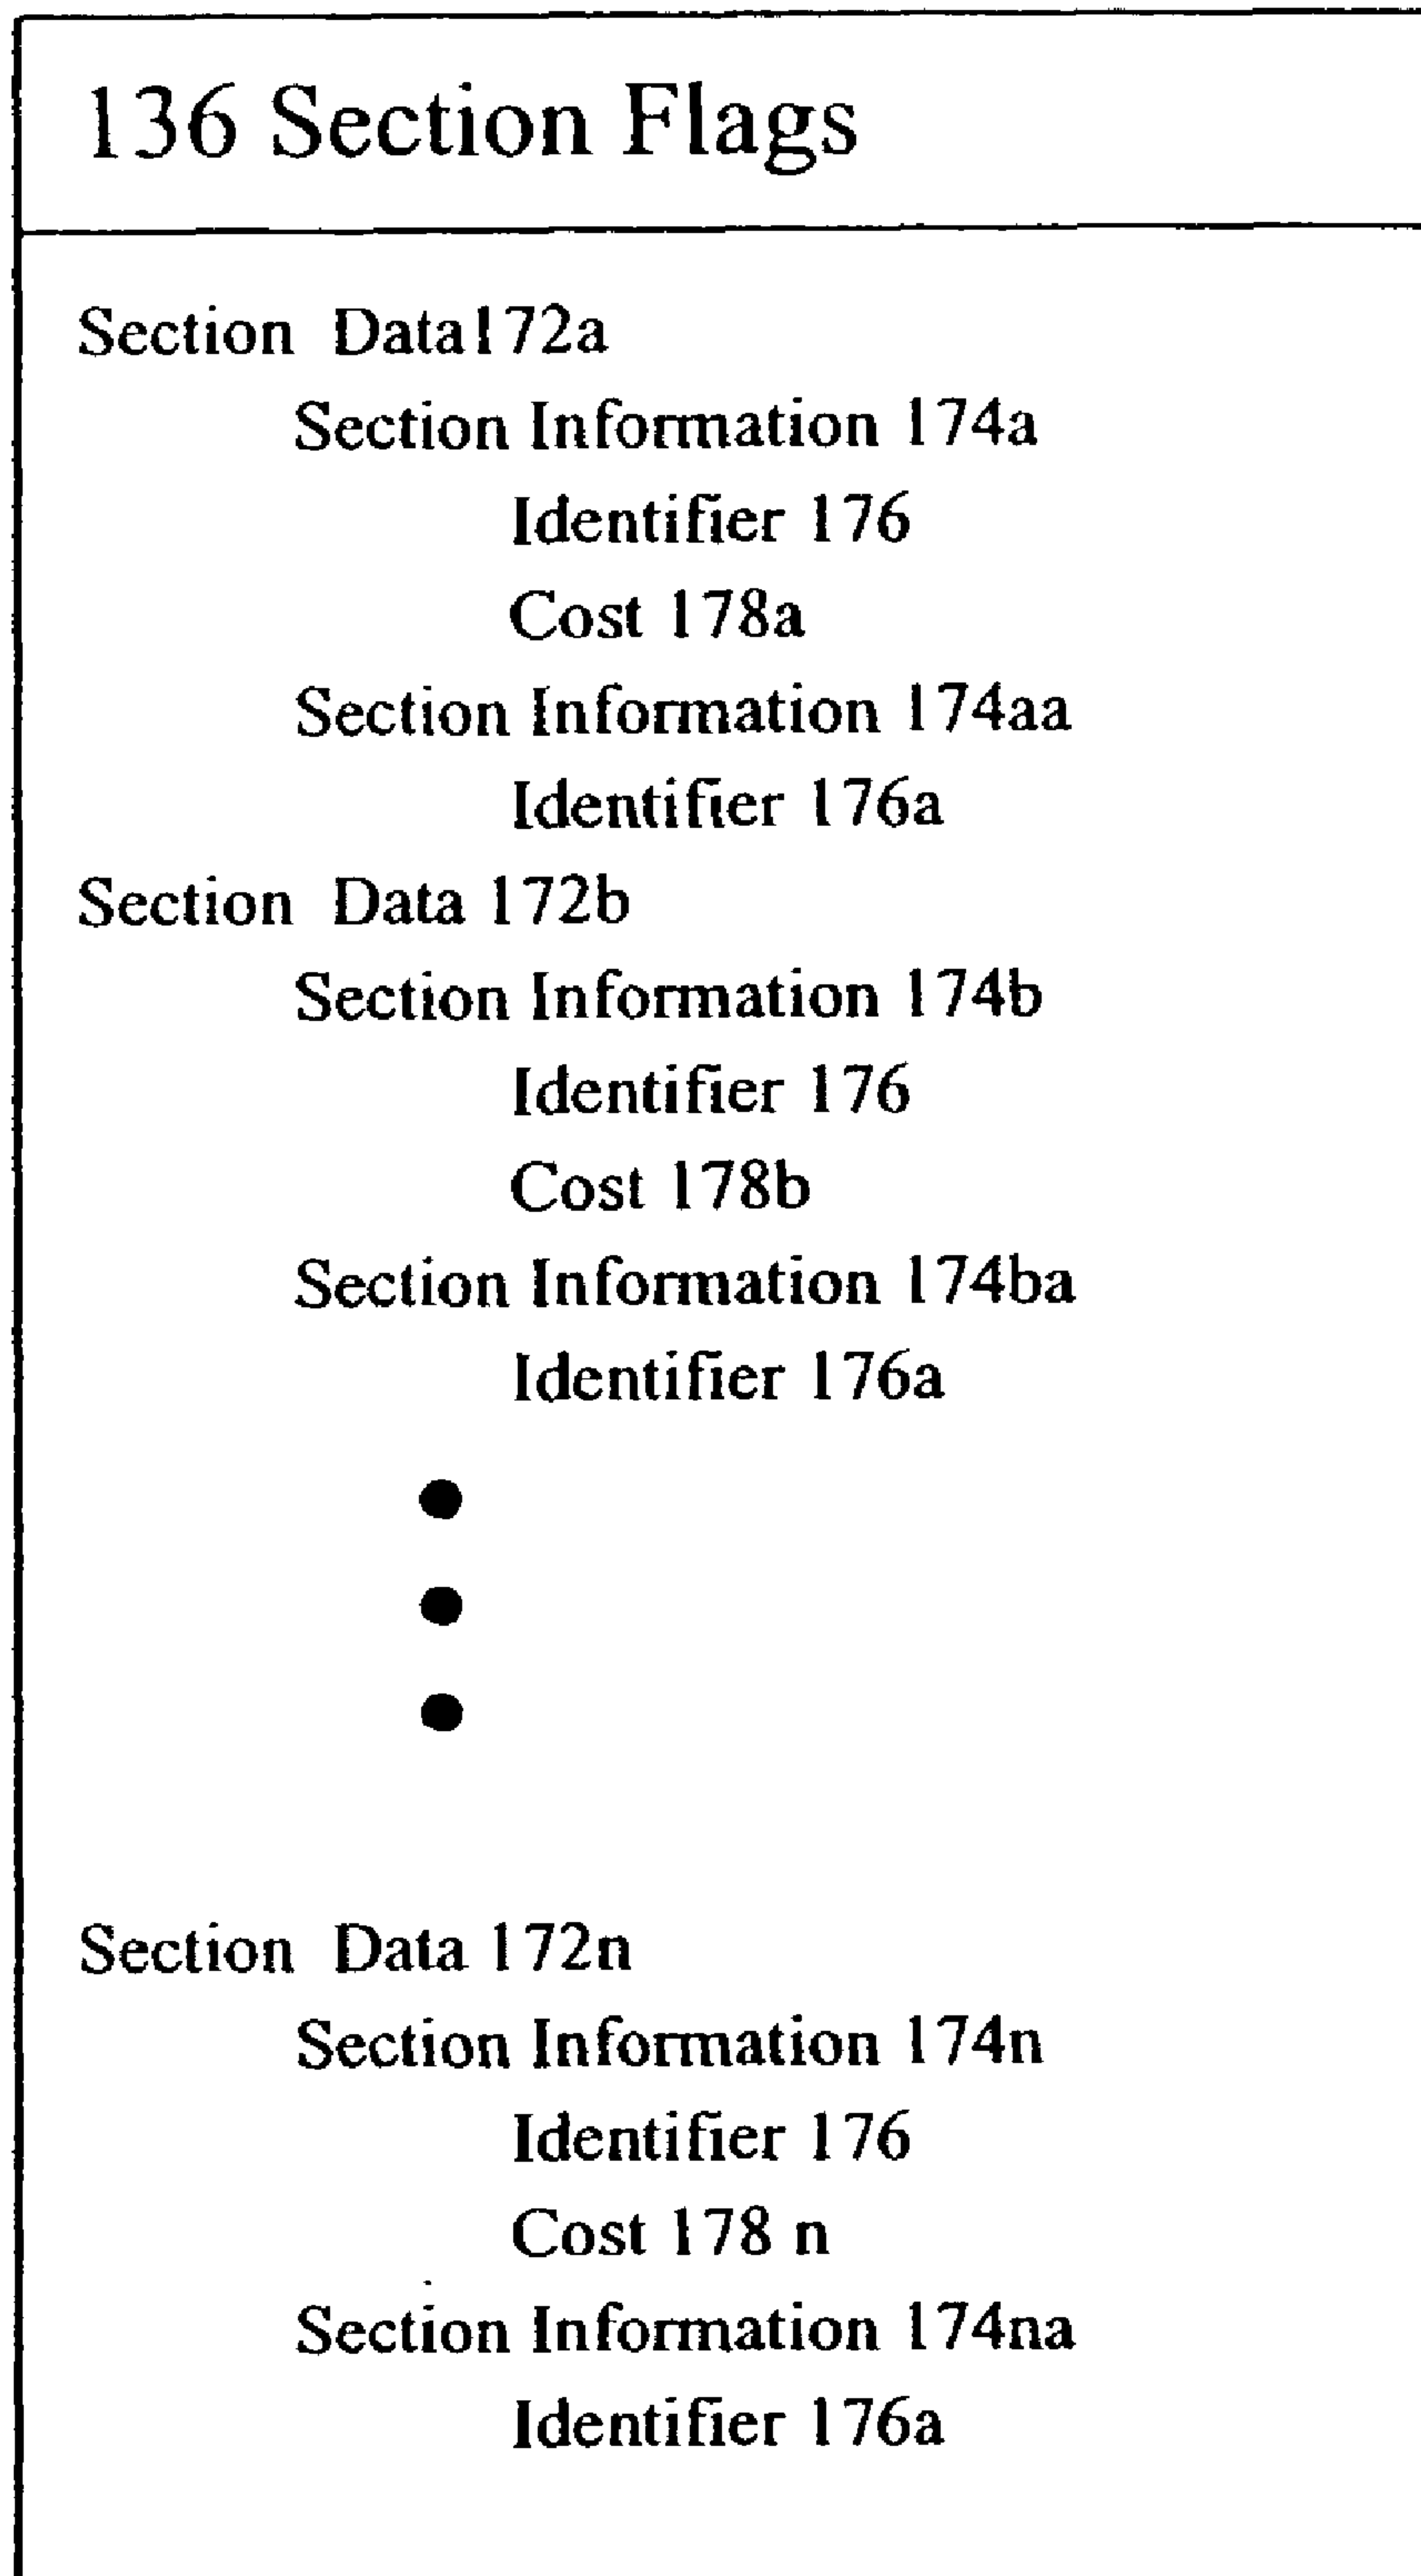 136 Section Flags
Section Data172a
Section Information 174a
Identifier 176
Cost 178a
Section Information 174aa
Identifier 176a
Section Data 172b
Section Information 174b
Identifier 176
Cost 178b
Section Information 174ba
Identifier 176a
Section Data 172n
Section Information 174n
Identifier 176
Cost 178 n
Section Information 174na
Identifier 176a